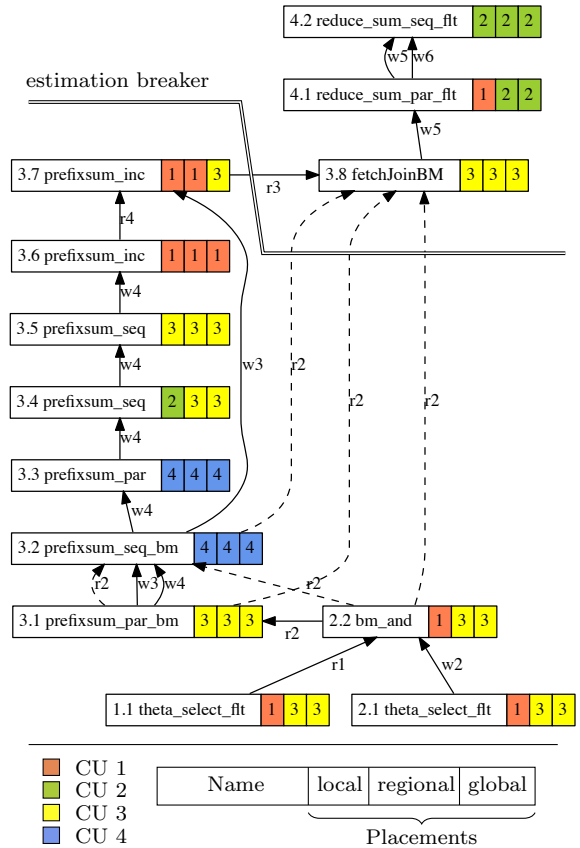 4.2 reduce_sum_seq_flt 2 2 2
w5 w6
estimation breaker
4.1 reduce_sum_par_flt 1 2 2
w5
3.7 prefixsum_inc 1 1 3
3.8 fetchJoinBM 3 3 3
r3
r4
3.6 prefixsum_inc 1 1 1
w4
3.5 prefixsum_seq 3 3 3
w4 w3 r2
3.4 prefixsum_seq 2 3 3
r2 r2
w4
3.3 prefixsum_par 4 4 4
w4
3.2 prefixsum_seq_bm 4 4 4
r2 w3 w4 r2
3.1 prefixsum_par_bm 3 3 3
2.2 bm_and 1 3 3
r2
r1 w2
1.1 theta_select_flt 1 3 3
2.1 theta_select_flt 1 3 3
CU 1
CU 2
CU 3
CU 4
Name local regional global
Placements